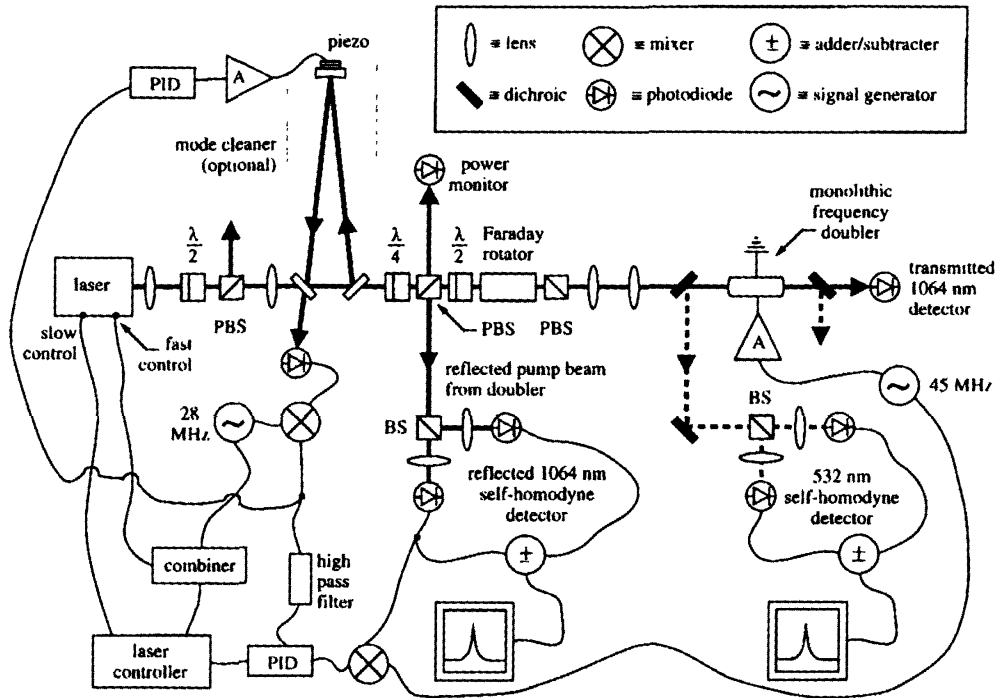 piezo
PID
A
≡ lens
≡ mixer
≡ adder/subtracter
≡ dichroic
≡ photodiode
≡ signal generator
mode cleaner
(optional)
power
monitor
monolithic
frequency
doubler
λ
2
λ
4
λ
2
Faraday
rotator
laser
transmitted
1064 nm
detector
PBS
PBS
PBS
slow
control
fast
control
A
reflected pump beam
from doubler
45 MHz
28
MHz
BS
BS
reflected 1064 nm
self-homodyne
detector
532 nm
self-homodyne
detector
±
±
combiner
high
pass
filter
laser
controller
PID